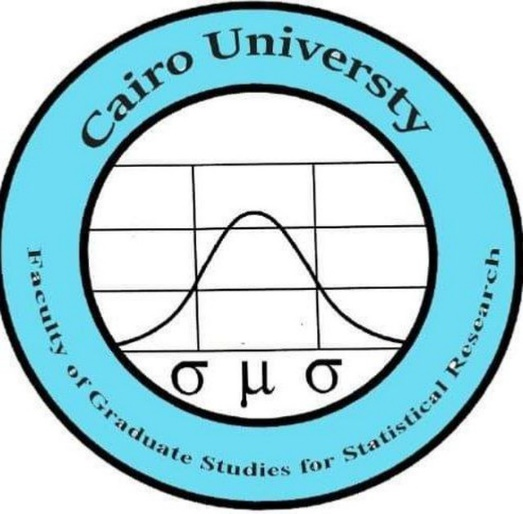 Cairo Universty
σ μ σ
Faculty of Graduate Studies for Statistical Research